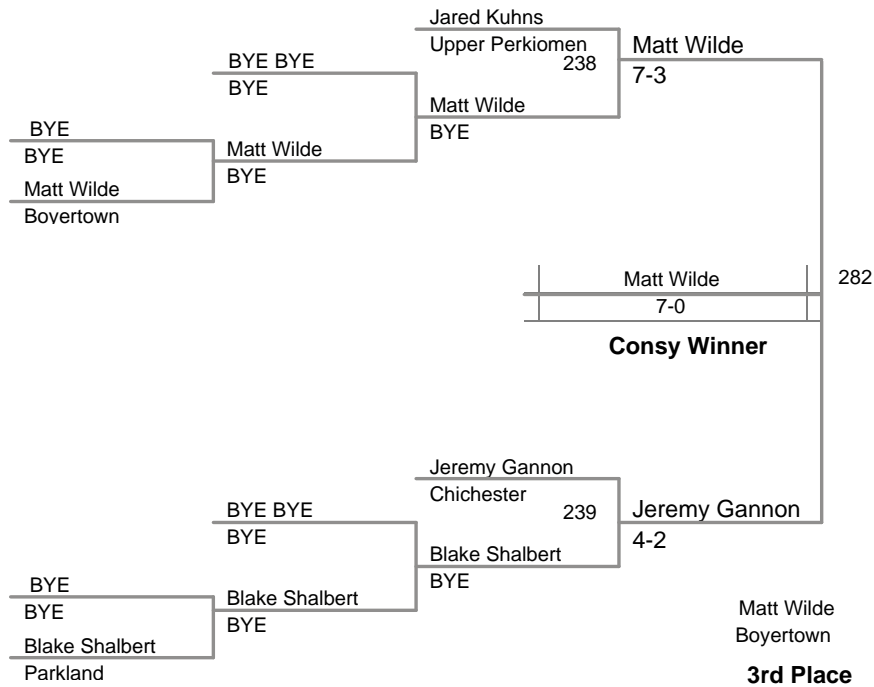 Jared Kuhns
Upper Perkiomen
238
Matt Wilde
7-3
BYE BYE
BYE
Matt Wilde
BYE
BYE
BYE
Matt Wilde
BYE
Matt Wilde
Boyertown
Matt Wilde
282
7-0
Consy Winner
Jeremy Gannon
Chichester
239
Jeremy Gannon
4-2
BYE BYE
BYE
Blake Shalbert
BYE
BYE
BYE
Blake Shalbert
BYE
Blake Shalbert
Parkland
Matt Wilde
Boyertown
3rd Place